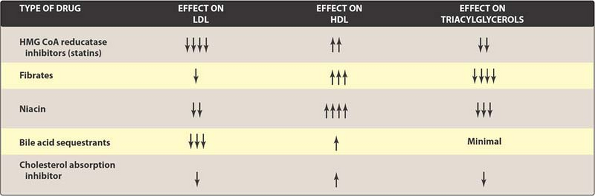 TYPE OF DRUG
EFFECT ON
LDL
EFFECT ON
HDL
EFFECT ON
TRIACYLGLYCEROLS
HMG CoA reducatase
inhibitors (statins)
↓↓↓↓
↑↑
↓↓
Fibrates
↓
↑↑↑
↓↓↓↓
Niacin
↓↓
↑↑↑↑
↓↓↓
Bile acid sequestrants
↓↓↓
↑
Minimal
Cholesterol absorption
inhibitor
↓
↑
↓